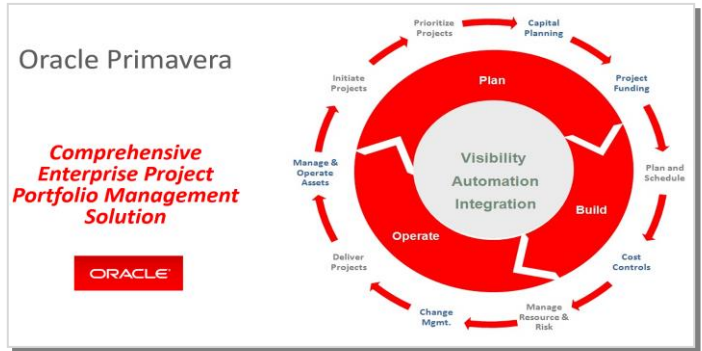 Oracle Primavera
Comprehensive
Enterprise Project
Portfolio Management
Solution
ORACLE
Prioritize
Projects
Capital
Planning
Project
Funding
Plan and
Schedule
Cost
Controls
Manage
Resource &
Risk
Change
Mgmt.
Deliver
Projects
Manage &
Operate
Assets
Initiate
Projects
Plan
Build
Operate
Visibility
Automation
Integration